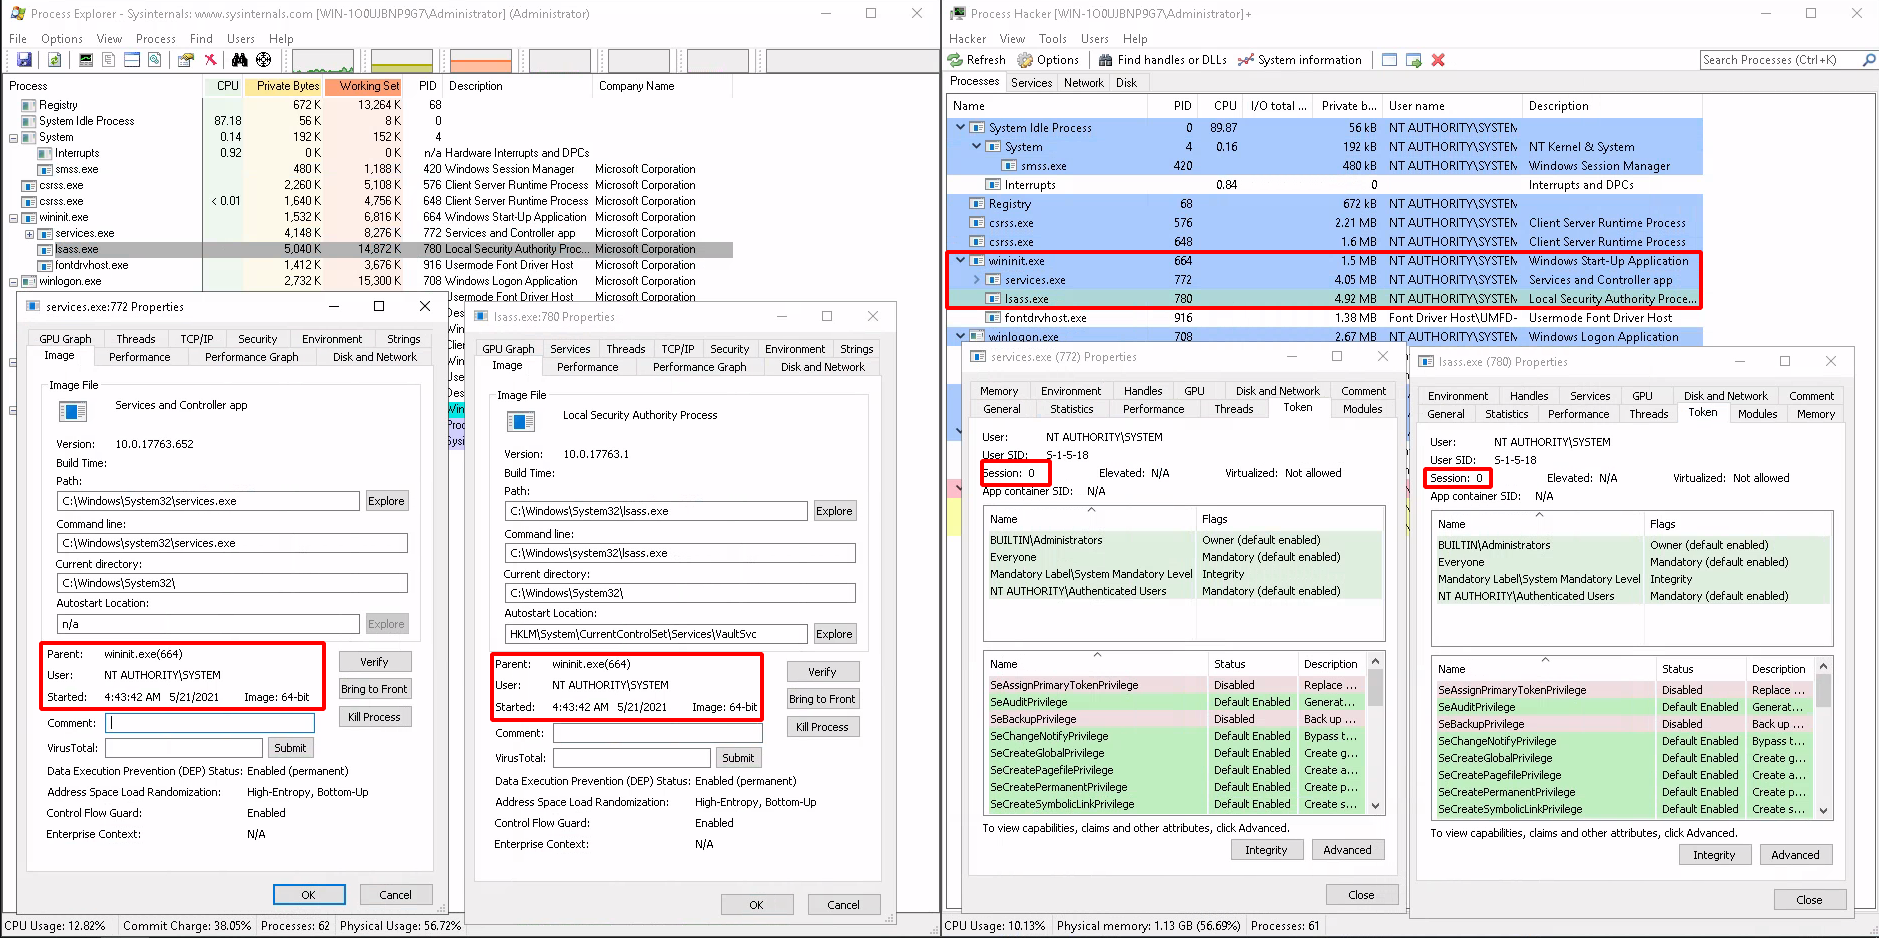 Process Explorer - Sysinternals: www.sysinternals.com [WIN-1O0UJBNP9G7\Administrator] (Administrator)
File Options View Process Find Users Help
Process CPU Private Bytes Working Set PID Description Company Name
Registry 672 K 13,264 K 68
System Idle Process 87.18 56 K 8 K 0
System 0.14 192 K 152 K 4
Interrupts 0.92 0 K 0 K n/a Hardware Interrupts and DPCs
smss.exe 480 K 1,188 K 420 Windows Session Manager Microsoft Corporation
csrss.exe 2,260 K 5,108 K 576 Client Server Runtime Process Microsoft Corporation
csrss.exe < 0.01 1,640 K 4,756 K 648 Client Server Runtime Process Microsoft Corporation
wininit.exe 1,532 K 6,816 K 664 Windows Start-Up Application Microsoft Corporation
services.exe 4,148 K 8,276 K 772 Services and Controller app Microsoft Corporation
lsass.exe 5,040 K 14,872 K 780 Local Security Authority Proc... Microsoft Corporation
fontdrvhost.exe 1,412 K 3,676 K 916 Usermode Font Driver Host Microsoft Corporation
winlogon.exe 2,732 K 15,300 K 708 Windows Logon Application Microsoft Corporation
Usermode Font Driver Host Microsoft Corporation
services.exe:772 Properties
GPU Graph Threads TCP/IP Security Environment Strings
Image Performance Performance Graph Disk and Network
Image File
Services and Controller app
Version: 10.0.17763.652
Build Time:
Path:
C:\Windows\System32\services.exe Explore
Command line:
C:\Windows\system32\services.exe
Current directory:
C:\Windows\System32\
Autostart Location:
n/a Explore
Parent: wininit.exe(664)
User: NT AUTHORITY\SYSTEM
Started: 4:43:42 AM 5/21/2021 Image: 64-bit
Verify
Bring to Front
Kill Process
Comment:
VirusTotal: Submit
Data Execution Prevention (DEP) Status: Enabled (permanent)
Address Space Load Randomization: High-Entropy, Bottom-Up
Control Flow Guard: Enabled
Enterprise Context: N/A
OK Cancel
lsass.exe:780 Properties
GPU Graph Services Threads TCP/IP Security Environment Strings
Image Performance Performance Graph Disk and Network
Image File
Local Security Authority Process
Version: 10.0.17763.1
Build Time:
Path:
C:\Windows\System32\lsass.exe Explore
Command line:
C:\Windows\system32\lsass.exe
Current directory:
C:\Windows\System32\
Autostart Location:
HKLM\System\CurrentControlSet\Services\VaultSvc Explore
Parent: wininit.exe(664)
User: NT AUTHORITY\SYSTEM
Started: 4:43:42 AM 5/21/2021 Image: 64-bit
Verify
Bring to Front
Kill Process
Comment:
VirusTotal: Submit
Data Execution Prevention (DEP) Status: Enabled (permanent)
Address Space Load Randomization: High-Entropy, Bottom-Up
Control Flow Guard: Enabled
Enterprise Context: N/A
OK Cancel
CPU Usage: 12.82% Commit Charge: 38.05% Processes: 62 Physical Usage: 56.72%
Process Hacker [WIN-1O0UJBNP9G7\Administrator]+
Hacker View Tools Users Help
Refresh Options Find handles or DLLs System information Search Processes (Ctrl+K)
Processes Services Network Disk
Name PID CPU I/O total ... Private b... User name Description
System Idle Process 0 89.87 56 kB NT AUTHORITY\SYSTEM
System 4 0.16 192 kB NT AUTHORITY\SYSTEM NT Kernel & System
smss.exe 420 480 kB NT AUTHORITY\SYSTEM Windows Session Manager
Interrupts 0.84 0 Interrupts and DPCs
Registry 68 672 kB NT AUTHORITY\SYSTEM
csrss.exe 576 2.21 MB NT AUTHORITY\SYSTEM Client Server Runtime Process
csrss.exe 648 1.6 MB NT AUTHORITY\SYSTEM Client Server Runtime Process
wininit.exe 664 1.5 MB NT AUTHORITY\SYSTEM Windows Start-Up Application
services.exe 772 4.05 MB NT AUTHORITY\SYSTEM Services and Controller app
lsass.exe 780 4.92 MB NT AUTHORITY\SYSTEM Local Security Authority Proce...
fontdrvhost.exe 916 1.38 MB Font Driver Host\UMFD- Usermode Font Driver Host
winlogon.exe 708 2.67 MB NT AUTHORITY\SYSTEM Windows Logon Application
services.exe (772) Properties
Memory Environment Handles GPU Disk and Network Comment
General Statistics Performance Threads Token Modules
User: NT AUTHORITY\SYSTEM
User SID: S-1-5-18
Session: 0 Elevated: N/A Virtualized: Not allowed
App container SID: N/A
Name Flags
BUILTIN\Administrators Owner (default enabled)
Everyone Mandatory (default enabled)
Mandatory Label\System Mandatory Level Integrity
NT AUTHORITY\Authenticated Users Mandatory (default enabled)
Name Status Description
SeAssignPrimaryTokenPrivilege Disabled Replace ...
SeAuditPrivilege Default Enabled Generat...
SeBackupPrivilege Disabled Back up ...
SeChangeNotifyPrivilege Default Enabled Bypass t...
SeCreateGlobalPrivilege Default Enabled Create g...
SeCreatePagefilePrivilege Default Enabled Create a...
SeCreatePermanentPrivilege Default Enabled Create p...
SeCreateSymbolicLinkPrivilege Default Enabled Create s...
To view capabilities, claims and other attributes, click Advanced.
Integrity Advanced
Close
lsass.exe (780) Properties
Environment Handles Services GPU Disk and Network Comment
General Statistics Performance Threads Token Modules Memory
User: NT AUTHORITY\SYSTEM
User SID: S-1-5-18
Session: 0 Elevated: N/A Virtualized: Not allowed
App container SID: N/A
Name Flags
BUILTIN\Administrators Owner (default enabled)
Everyone Mandatory (default enabled)
Mandatory Label\System Mandatory Level Integrity
NT AUTHORITY\Authenticated Users Mandatory (default enabled)
Name Status Description
SeAssignPrimaryTokenPrivilege Disabled Replace ...
SeAuditPrivilege Default Enabled Generat...
SeBackupPrivilege Disabled Back up ...
SeChangeNotifyPrivilege Default Enabled Bypass t...
SeCreateGlobalPrivilege Default Enabled Create g...
SeCreatePagefilePrivilege Default Enabled Create a...
SeCreatePermanentPrivilege Default Enabled Create p...
SeCreateSymbolicLinkPrivilege Default Enabled Create s...
To view capabilities, claims and other attributes, click Advanced.
Integrity Advanced
Close
CPU Usage: 10.13% Physical memory: 1.13 GB (56.69%) Processes: 61